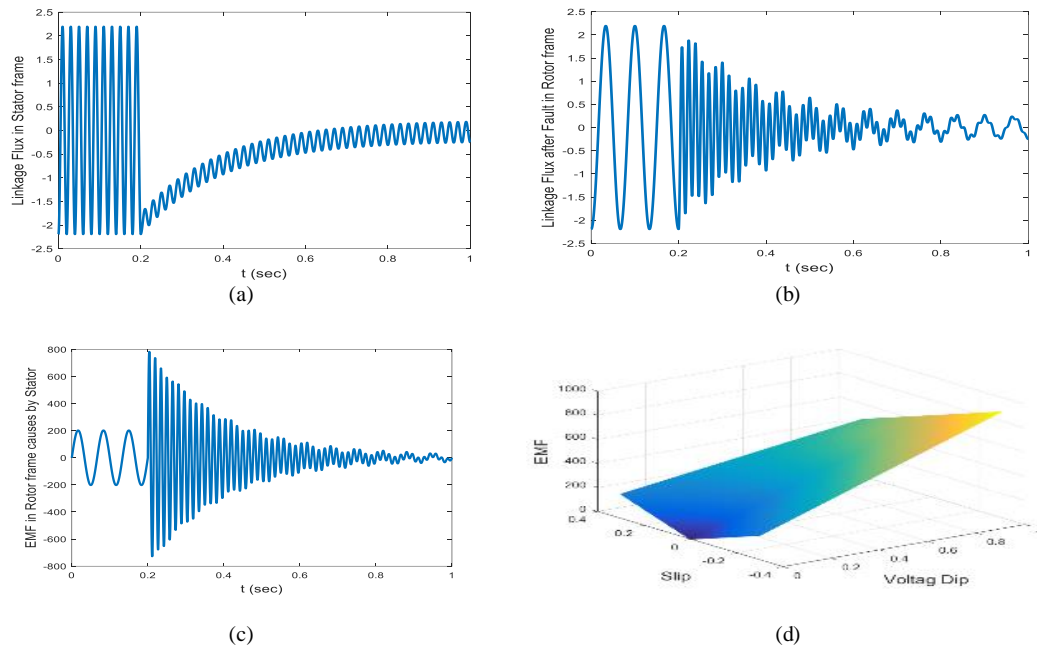 2.5
2
1.5
1
0.5
0
-0.5
-1
-1.5
-2
-2.5
Linkage Flux in Stator frame
0 0.2 0.4 0.6 0.8 1
t (sec)
(a)
2.5
2
1.5
1
0.5
0
-0.5
-1
-1.5
-2
-2.5
Linkage Flux after Fault in Rotor frame
0 0.2 0.4 0.6 0.8 1
t (sec)
(b)
800
600
400
200
0
-200
-400
-600
-800
EMF in Rotor frame causes by Stator
0 0.2 0.4 0.6 0.8 1
t (sec)
(c)
1000
800
600
400
200
0
EMF
0.4
0.2
0
-0.2
-0.4
Slip
0
0.2
0.4
0.6
0.8
Voltag Dip
(d)